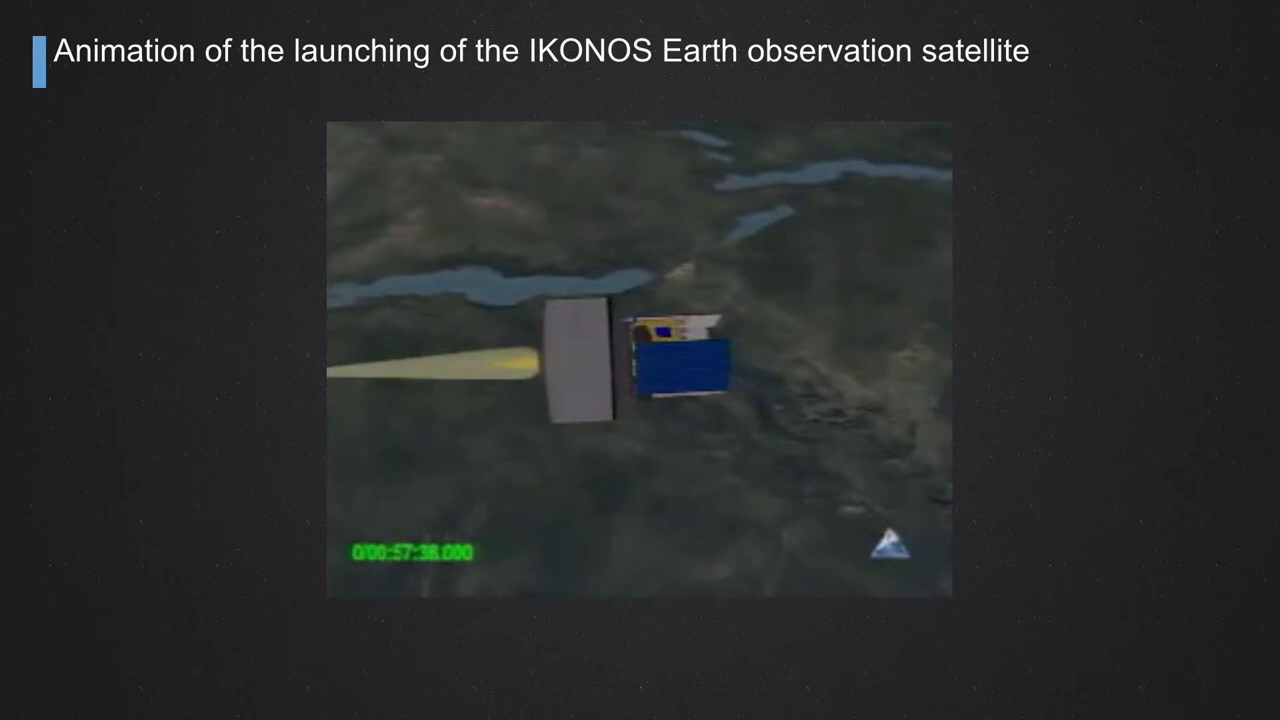 Animation of the launching of the IKONOS Earth observation satellite
0/00:57:38.000